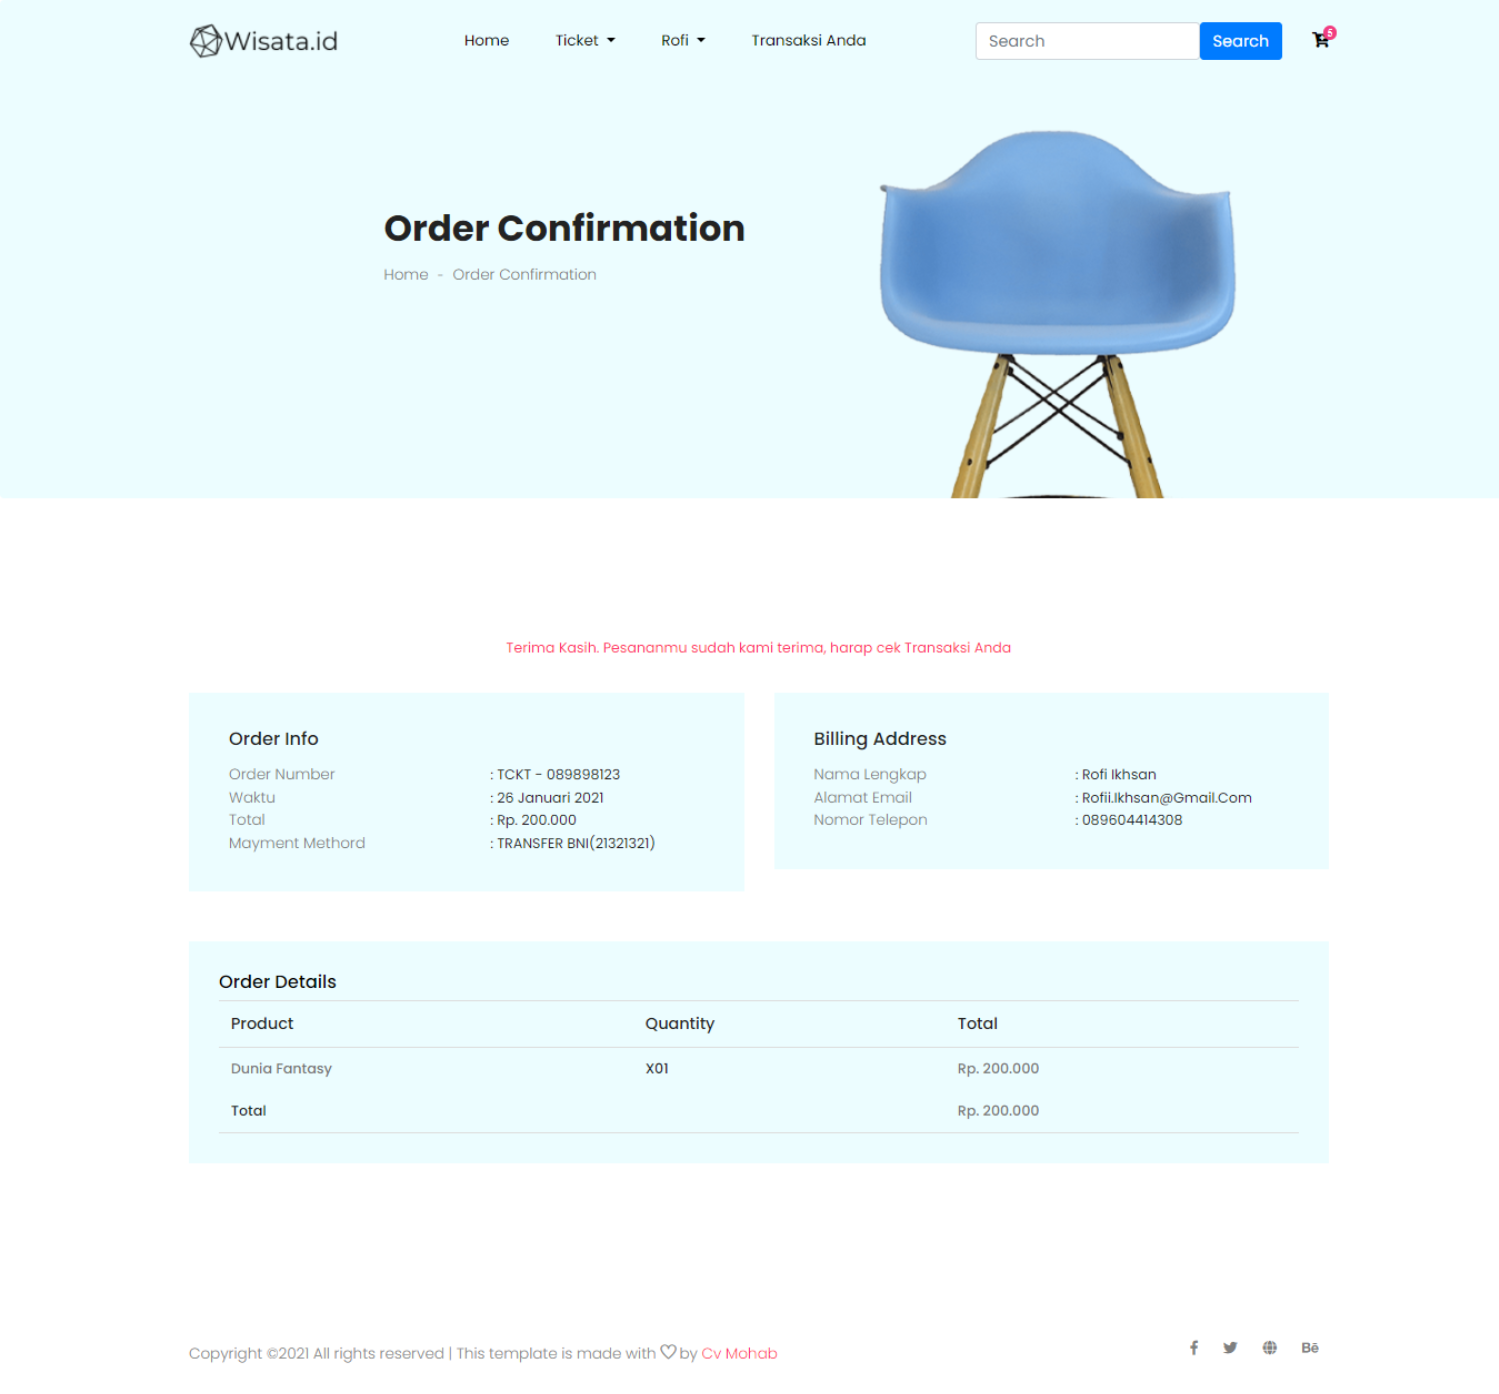 Wisata.id Home Ticket Rofi Transaksi Anda Search Search 5
Order Confirmation
Home - Order Confirmation
Terima Kasih. Pesananmu sudah kami terima, harap cek Transaksi Anda
Order Info
Order Number : TCKT - 089898123
Waktu : 26 Januari 2021
Total : Rp. 200.000
Mayment Methord : TRANSFER BNI(21321321)
Billing Address
Nama Lengkap : Rofi Ikhsan
Alamat Email : Rofii.Ikhsan@Gmail.Com
Nomor Telepon : 089604414308
Order Details
Product Quantity Total
Dunia Fantasy X01 Rp. 200.000
Total Rp. 200.000
Copyright ©2021 All rights reserved | This template is made with ♡ by Cv Mohab
Bē